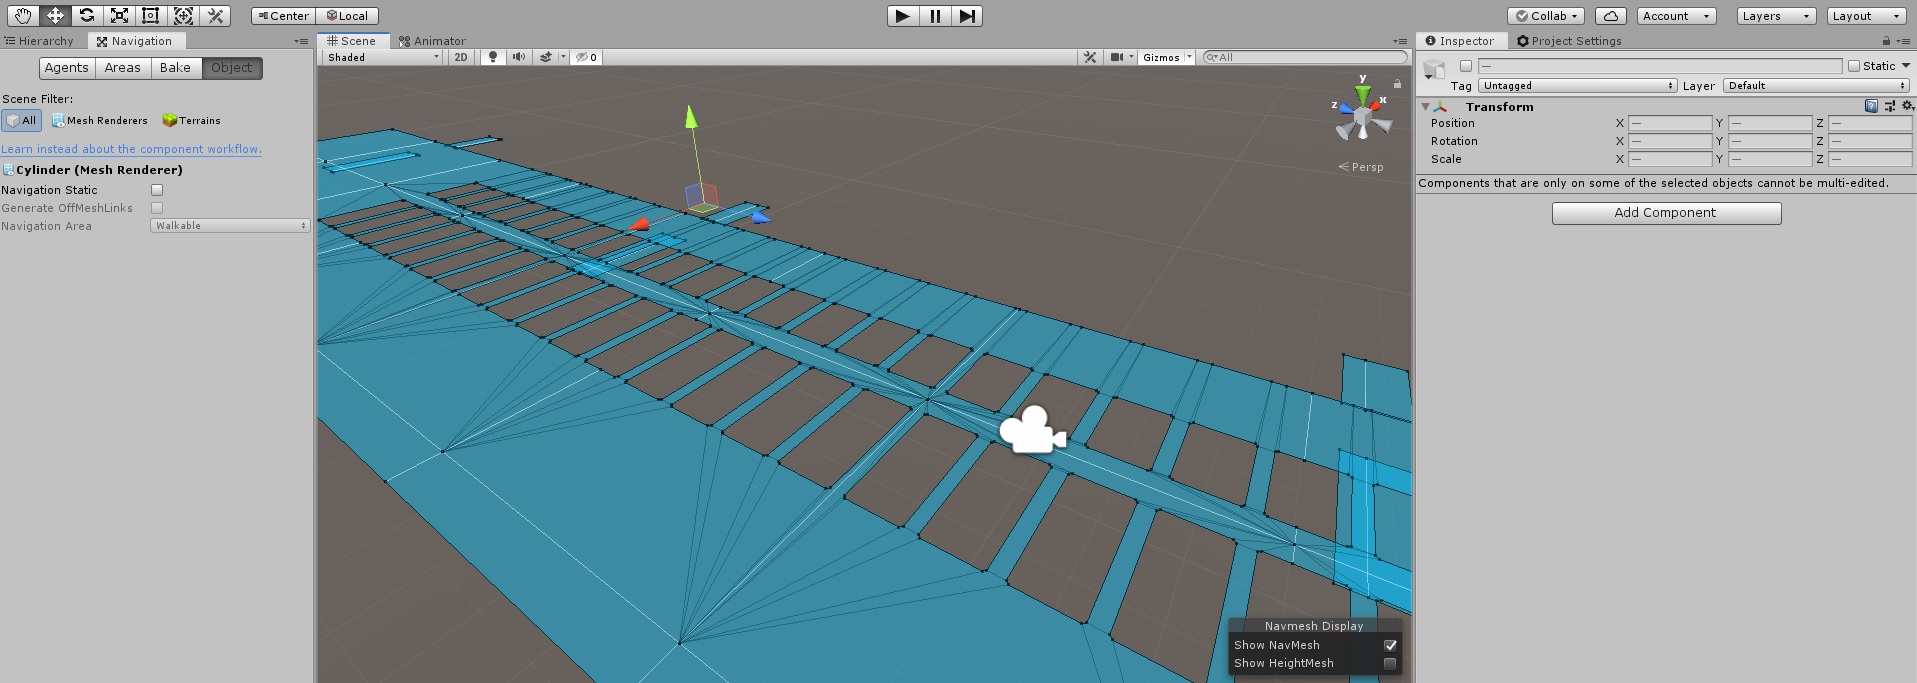 Center Local
Collab Account Layers Layout
Hierarchy Navigation
Agents Areas Bake Object
Scene Filter:
All Mesh Renderers Terrains
Learn instead about the component workflow.
Cylinder (Mesh Renderer)
Navigation Static
Generate OffMeshLinks
Navigation Area Walkable
Scene Animator
Shaded 2D 0 Gizmos All
y
z x
Persp
Navmesh Display
Show NavMesh
Show HeightMesh
Inspector Project Settings
— Static
Tag Untagged Layer Default
Transform
Position X — Y — Z —
Rotation X — Y — Z —
Scale X — Y — Z —
Components that are only on some of the selected objects cannot be multi-edited.
Add Component